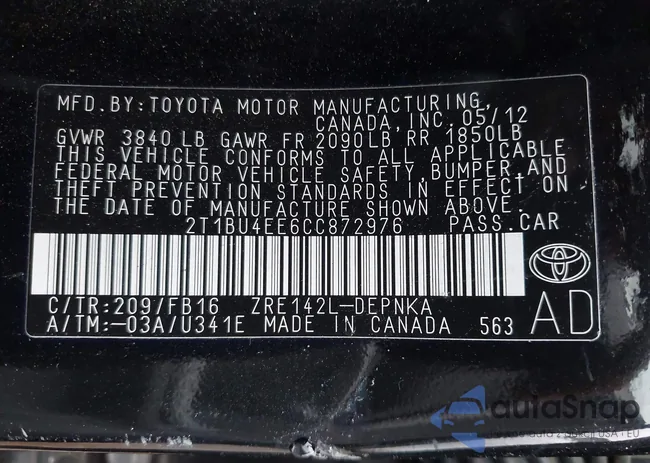 MFD. BY: TOYOTA MOTOR MANUFACTURING,
CANADA, INC. 05/12
GVWR 3840 LB GAWR FR 2090LB, RR 1850LB
THIS VEHICLE CONFORMS TO ALL APPLICABLE
FEDERAL MOTOR VEHICLE SAFETY, BUMPER, AND
THEFT PREVENTION STANDARDS IN EFFECT ON
THE DATE OF MANUFACTURE SHOWN ABOVE.
2T1BU4EE6CC872976 PASS. CAR
C/TR: 209/FB16 ZRE142L-DEPNKA
A/TM: -03A/U341E MADE IN CANADA 563
AD